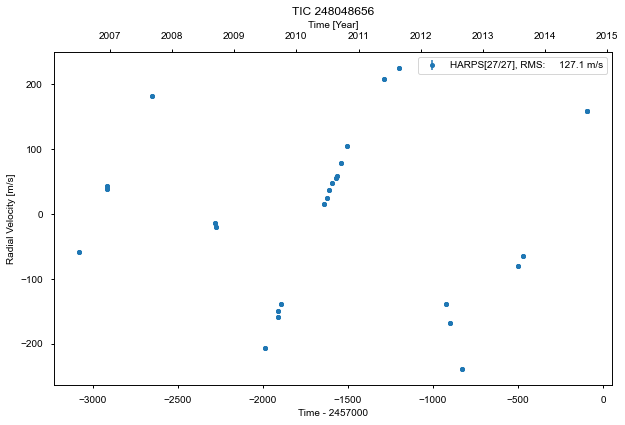 TIC 248048656
Time [Year]
2007 2008 2009 2010 2011 2012 2013 2014 2015
HARPS[27/27], RMS: 127.1 m/s
Radial Velocity [m/s]
200
100
0
−100
−200
−3000 −2500 −2000 −1500 −1000 −500 0
Time - 2457000